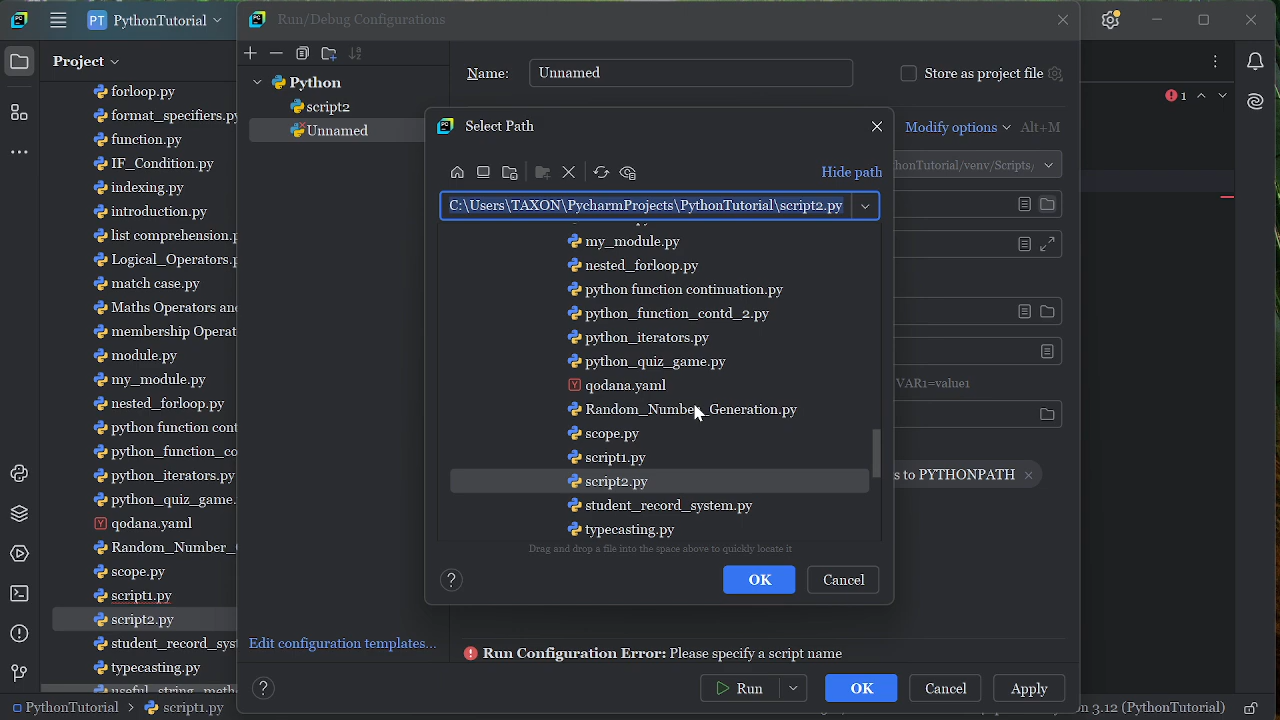 PT PythonTutorial
Run/Debug Configurations
Project
forloop.py
format_specifiers.py
function.py
IF_Condition.py
indexing.py
introduction.py
list comprehension.p
Logical_Operators.p
match case.py
Maths Operators an
membership Operat
module.py
my_module.py
nested_forloop.py
python function cont
python_function_co
python_iterators.py
python_quiz_game.
qodana.yaml
Random_Number_
scope.py
script1.py
script2.py
student_record_syst
typecasting.py
useful_string_meth
Python
script2
Unnamed
Name: Unnamed
Store as project file
Modify options Alt+M
honTutorial/venv/Scripts/
VAR1=value1
s to PYTHONPATH
1
Select Path
Hide path
C:\Users\TAXON\PycharmProjects\PythonTutorial\script2.py
my_module.py
nested_forloop.py
python function continuation.py
python_function_contd_2.py
python_iterators.py
python_quiz_game.py
qodana.yaml
Random_Number_Generation.py
scope.py
script1.py
script2.py
student_record_system.py
typecasting.py
Drag and drop a file into the space above to quickly locate it
? OK Cancel
Edit configuration templates...
Run Configuration Error: Please specify a script name
? Run OK Cancel Apply
PythonTutorial > script1.py
n 3.12 (PythonTutorial)